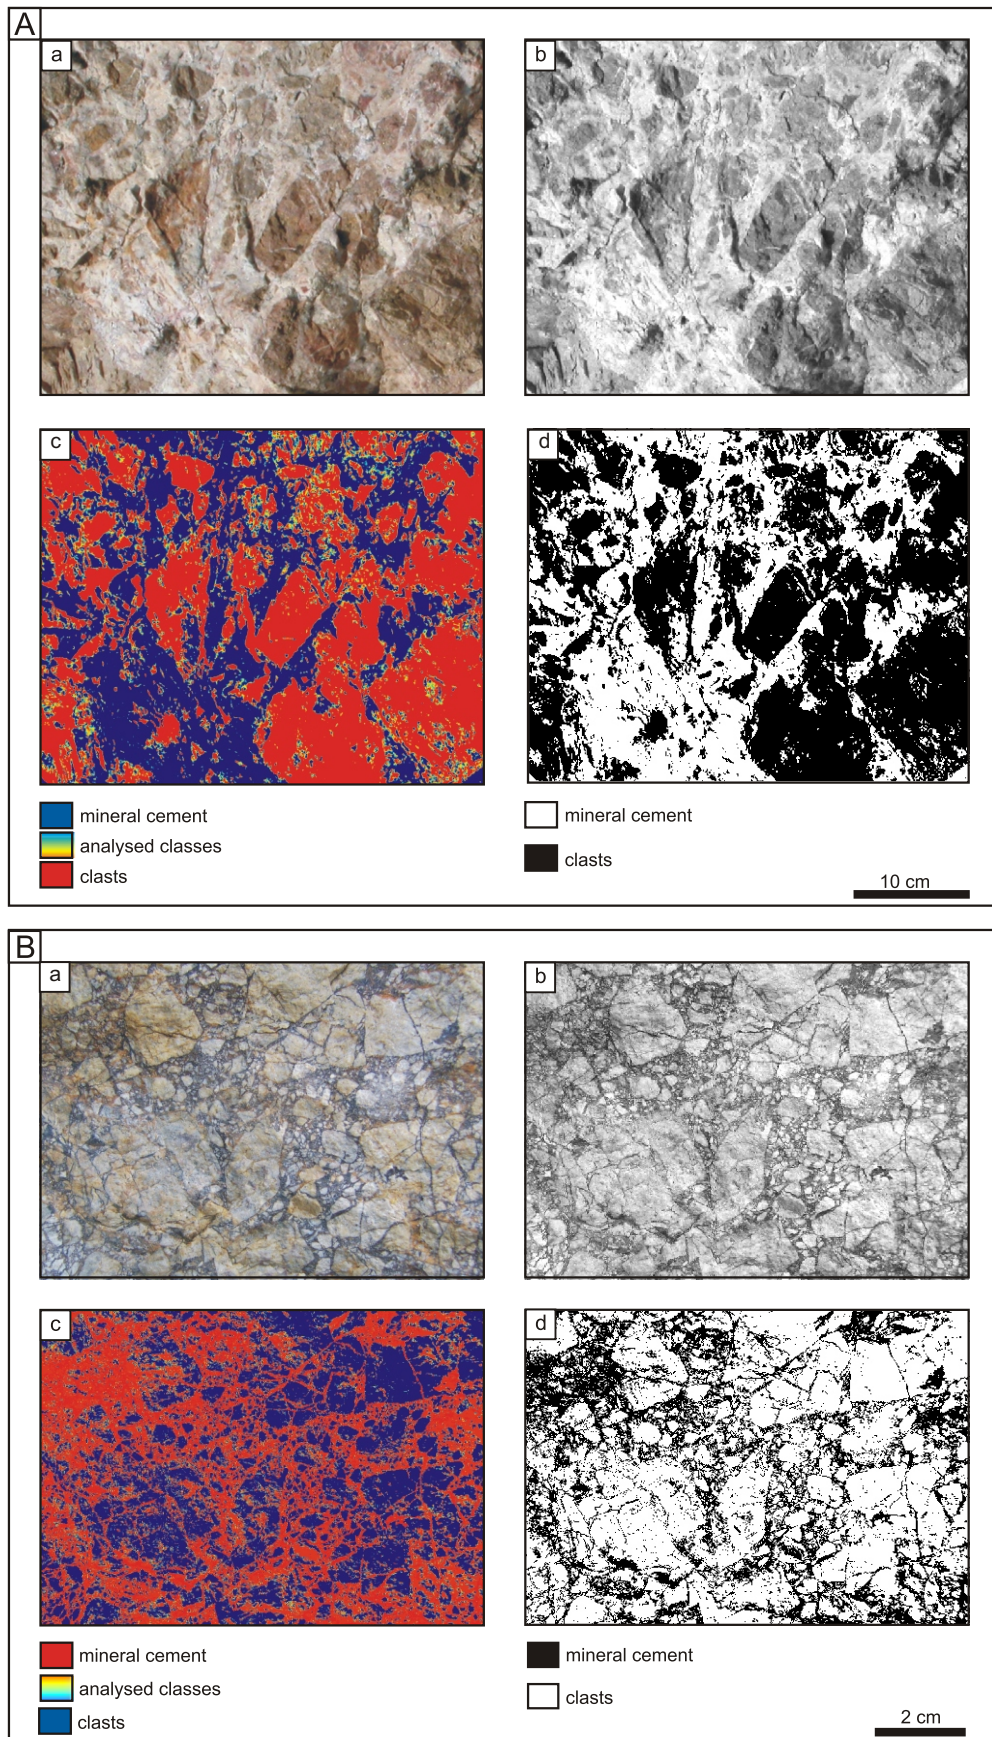 A
a
b
c
d
mineral cement
analysed classes
clasts
mineral cement
clasts
10 cm
B
a
b
c
d
mineral cement
analysed classes
clasts
mineral cement
clasts
2 cm